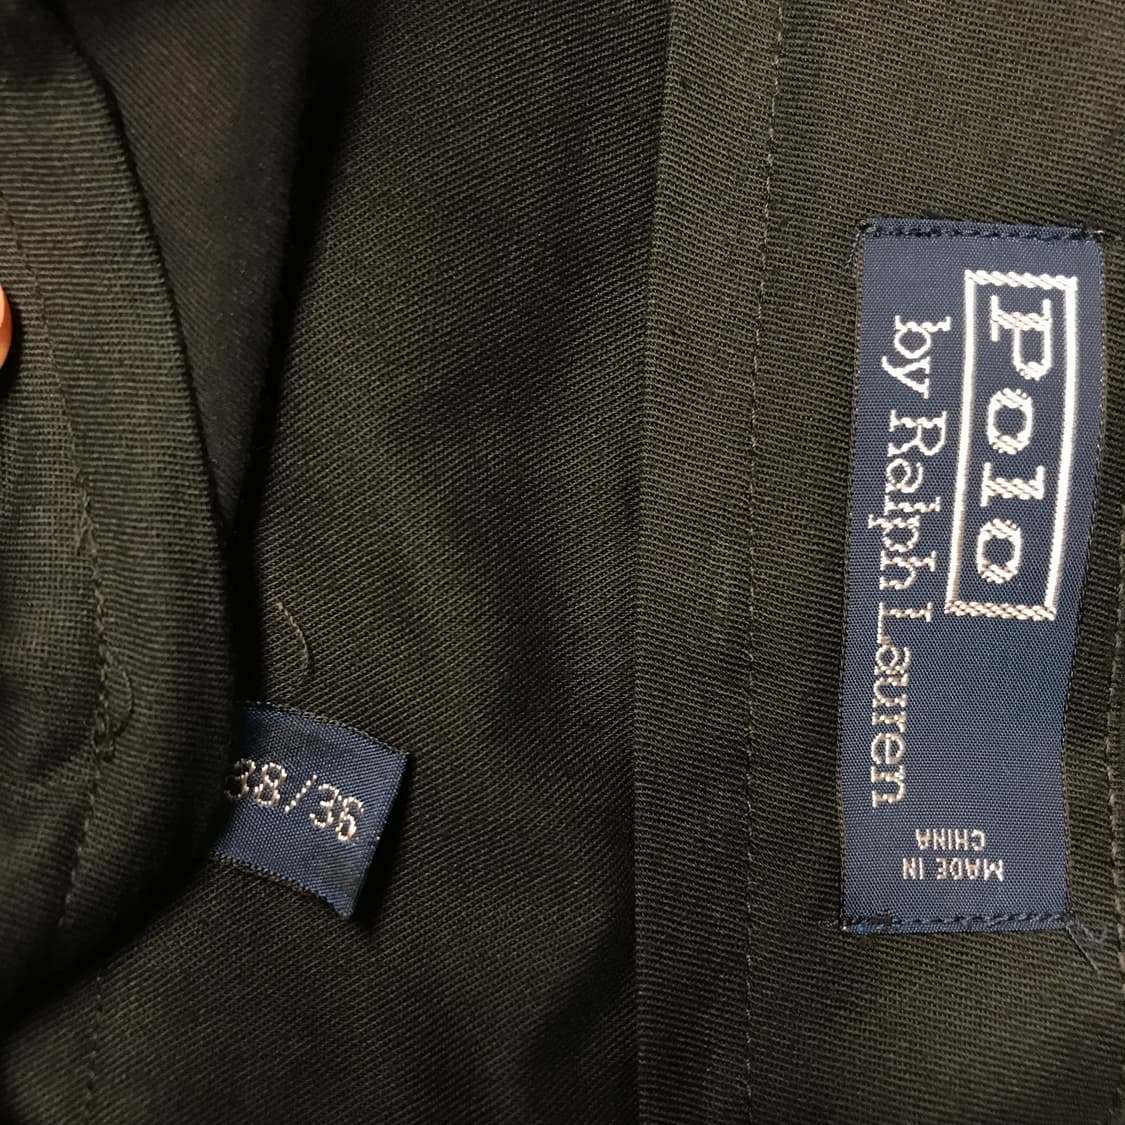 38/36
Polo
by Ralph Lauren
MADE IN
CHINA